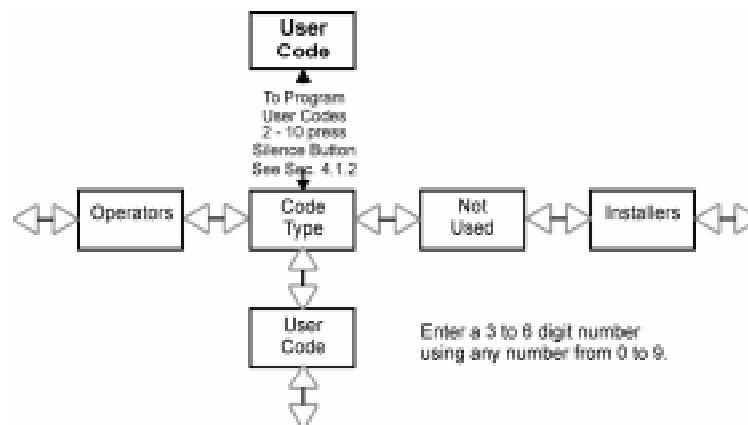 User
Code
To Program
User Codes
2 - 10 press
Silence Button
See Sec. 4.1.2
Operators
Code
Type
Not
Used
Installers
User
Code
Enter a 3 to 6 digit number
using any number from 0 to 9.